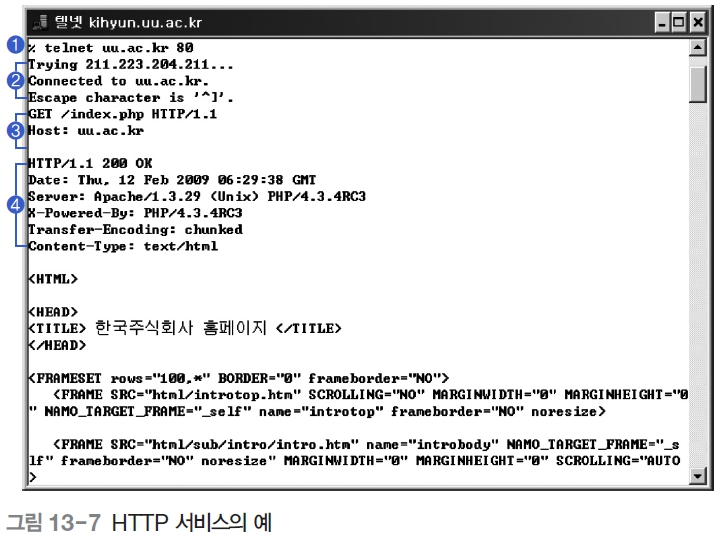 텔넷 kihyun.uu.ac.kr
❶ % telnet uu.ac.kr 80
Trying 211.223.204.211...
❷ Connected to uu.ac.kr.
Escape character is '^]'.
GET /index.php HTTP/1.1
❸ Host: uu.ac.kr
HTTP/1.1 200 OK
Date: Thu, 12 Feb 2009 06:29:38 GMT
Server: Apache/1.3.29 (Unix) PHP/4.3.4RC3
❹ X-Powered-By: PHP/4.3.4RC3
Transfer-Encoding: chunked
Content-Type: text/html
<HTML>
<HEAD>
<TITLE> 한국주식회사 홈페이지 </TITLE>
</HEAD>
<FRAMESET rows="100,*" BORDER="0" frameborder="NO">
<FRAME SRC="html/introtop.htm" SCROLLING="NO" MARGINWIDTH="0" MARGINHEIGHT="0
" NAMO_TARGET_FRAME="_self" name="introtop" frameborder="NO" noresize>
<FRAME SRC="html/sub/intro/intro.htm" name="introbody" NAMO_TARGET_FRAME="_s
lf" frameborder="NO" noresize" MARGINWIDTH="0" MARGINHEIGHT="0" SCROLLING="AUTO
>
그림 13-7 HTTP 서비스의 예